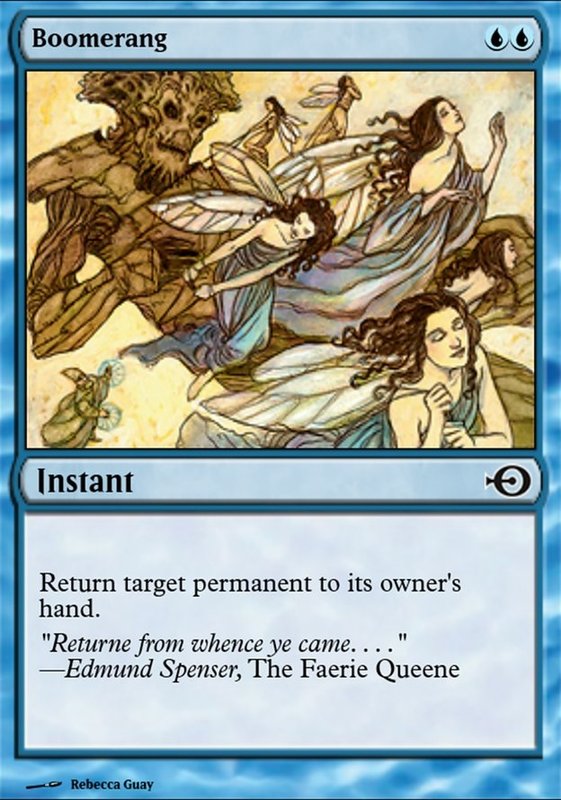 Boomerang
Instant
Return target permanent to its owner's
hand.
"Returne from whence ye came. . . ."
—Edmund Spenser, The Faerie Queene
Rebecca Guay